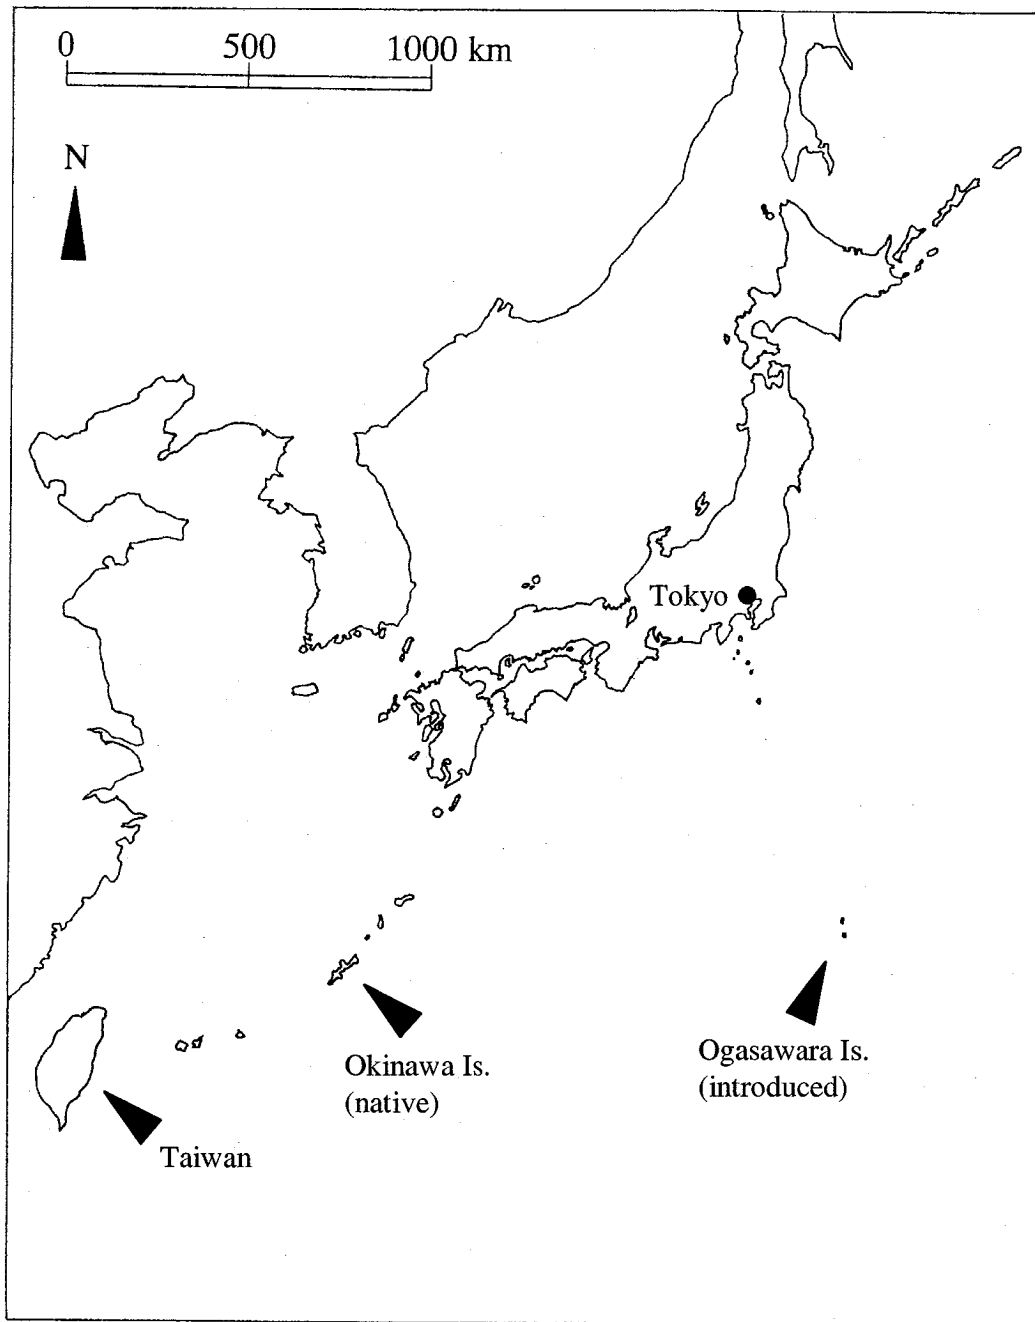 0 500 1000 km
N
Tokyo
Okinawa Is.
(native)
Ogasawara Is.
(introduced)
Taiwan